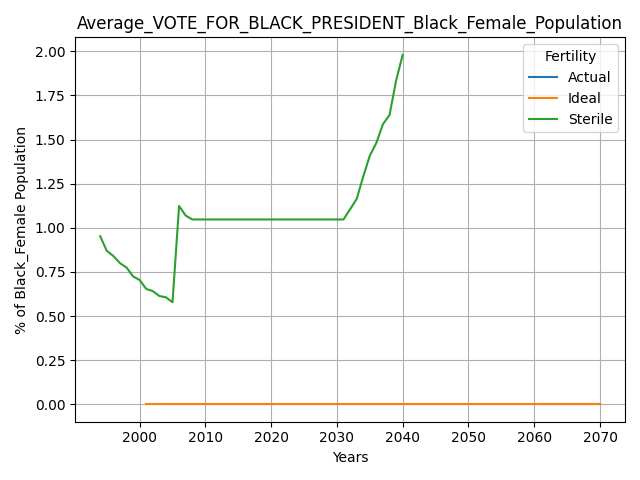 Average_VOTE_FOR_BLACK_PRESIDENT_Black_Female_Population
Fertility
Actual
Ideal
Sterile
% of Black_Female Population
2.00
1.75
1.50
1.25
1.00
0.75
0.50
0.25
0.00
2000 2010 2020 2030 2040 2050 2060 2070
Years